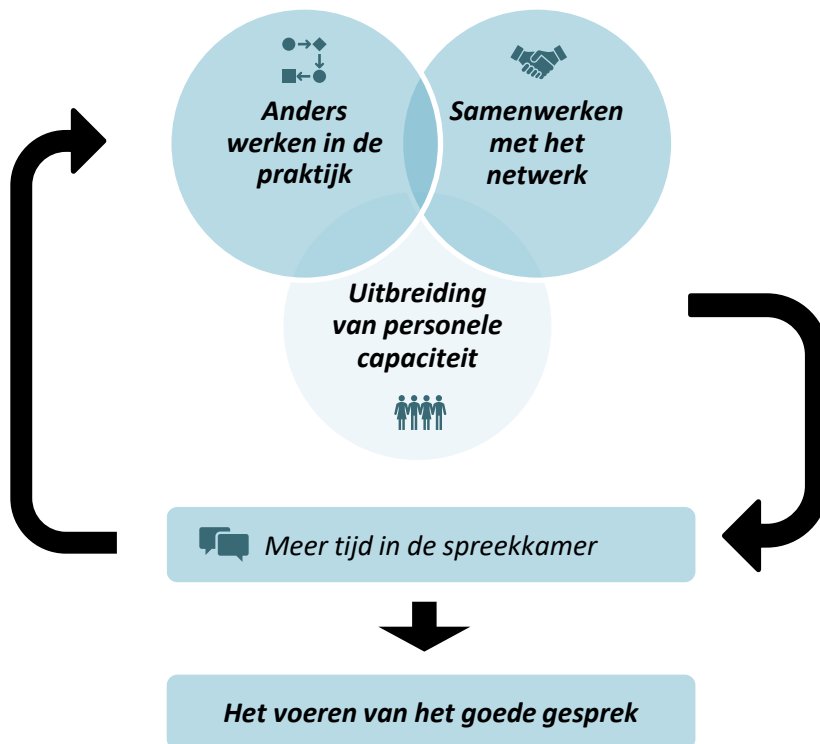 Anders
werken in de
praktijk
Samenwerken
met het
netwerk
Uitbreiding
van personele
capaciteit
Meer tijd in de spreekkamer
Het voeren van het goede gesprek